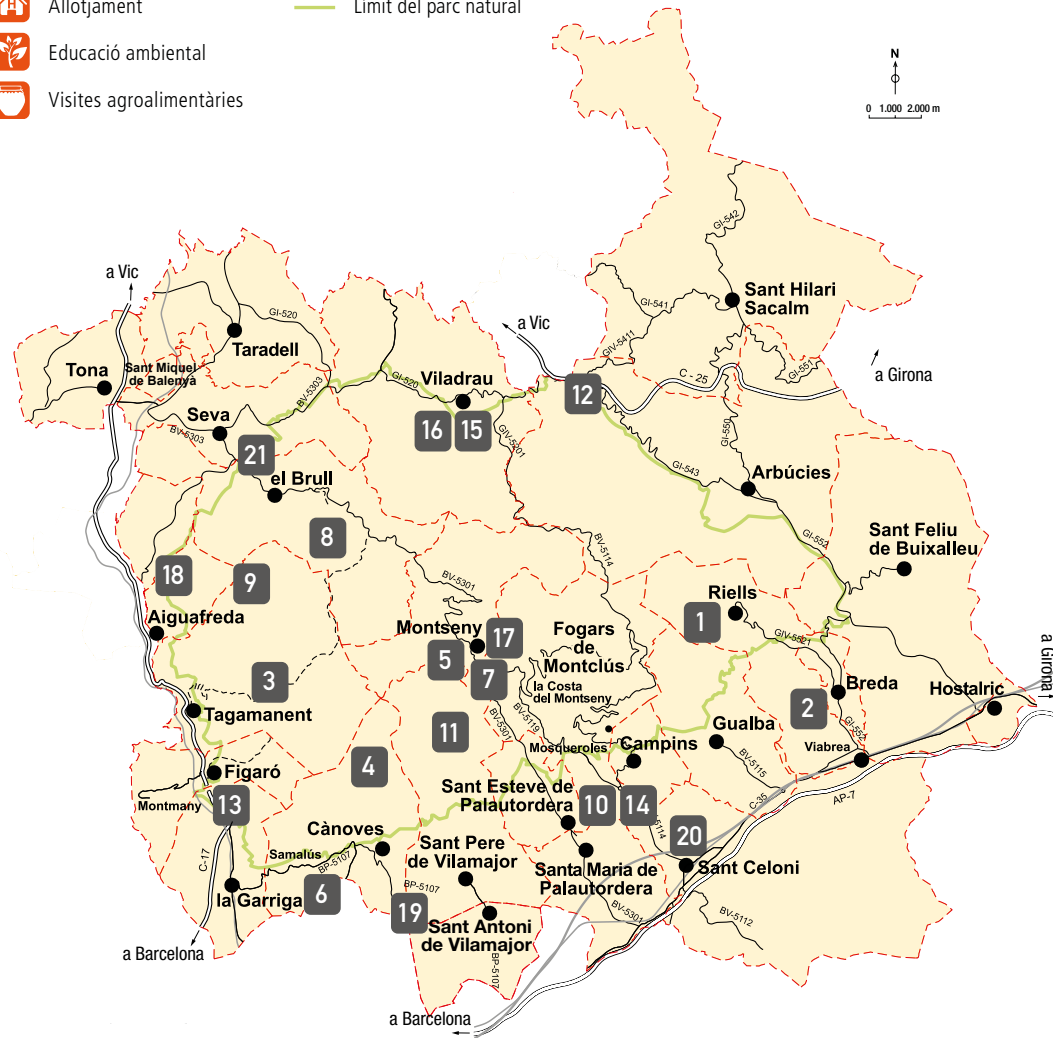 Allotjament
Límit del parc natural
Educació ambiental
Visites agroalimentàries
N
0 1.000 2.000 m
GI-542
a Vic
Sant Hilari
Sacalm
GI-541
GI-520
Taradell
a Vic
GIV-5411
Tona
Sant Miquel
de Balenyà
GI-551
a Girona
C - 25
Viladrau
GI-520
BV-5303
12
Seva
BV-5303
16
15
GIV-5201
GI-550
21
el Brull
GI-543
Arbúcies
8
Sant Feliu
de Buixalleu
GI-552
BV-5114
18
9
BV-5301
Riells
Aiguafreda
Montseny
17
1
Fogars
de
Montclús
GIV-5521
5
7
3
la Costa
del Montseny
a Girona
Breda
Hostalric
2
Tagamanent
BV-5301
BV-5119
11
Gualba
GI-552
Mosqueroles
Campins
Viabrea
4
BV-5115
Figaró
Montmany
13
Sant Esteve de
Palautordera
10
14
C-35
AP-7
5114
Cànoves
20
Samalús
BP-5107
Sant Pere
de Vilamajor
Santa Maria de
Palautordera
Sant Celoni
C-17
la Garriga
6
BP-5107
19
Sant Antoni
de Vilamajor
BV-5301
BV-5112
a Barcelona
BP-5107
a Barcelona